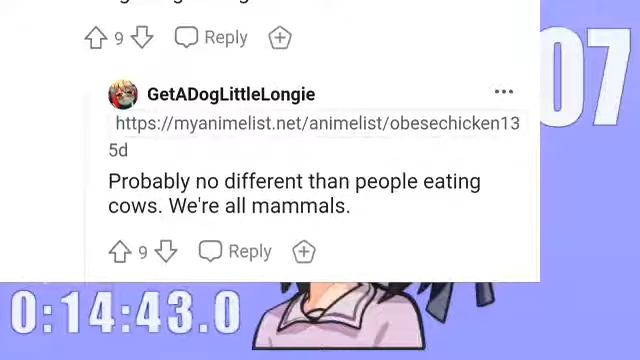 9 Reply
GetADogLittleLongie
https://myanimelist.net/animelist/obesechicken13
5d
Probably no different than people eating
cows. We're all mammals.
9 Reply
07
0:14:43.0